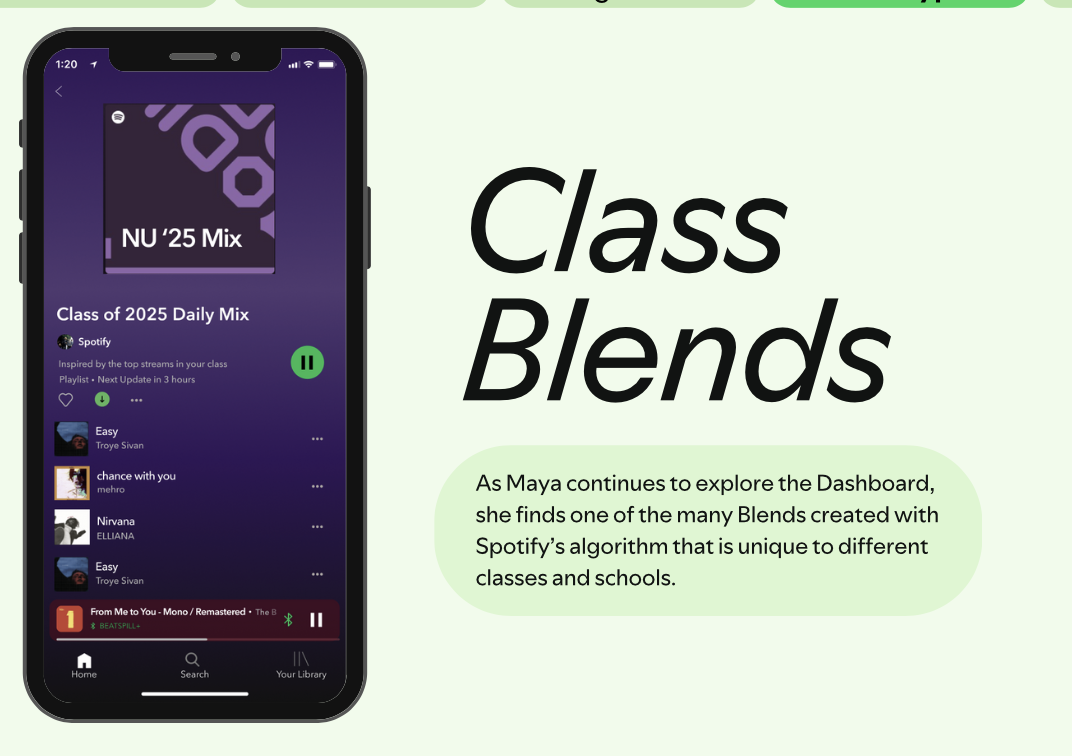 1:20
NU ‘25 Mix
Class of 2025 Daily Mix
Spotify
Inspired by the top streams in your class
Playlist • Next Update in 3 hours
Easy
Troye Sivan
chance with you
mehro
Nirvana
ELLIANA
Easy
Troye Sivan
1
From Me to You - Mono / Remastered • The B
BEATSPILL+
Home
Search
Your Library
Class
Blends
As Maya continues to explore the Dashboard,
she finds one of the many Blends created with
Spotify’s algorithm that is unique to different
classes and schools.